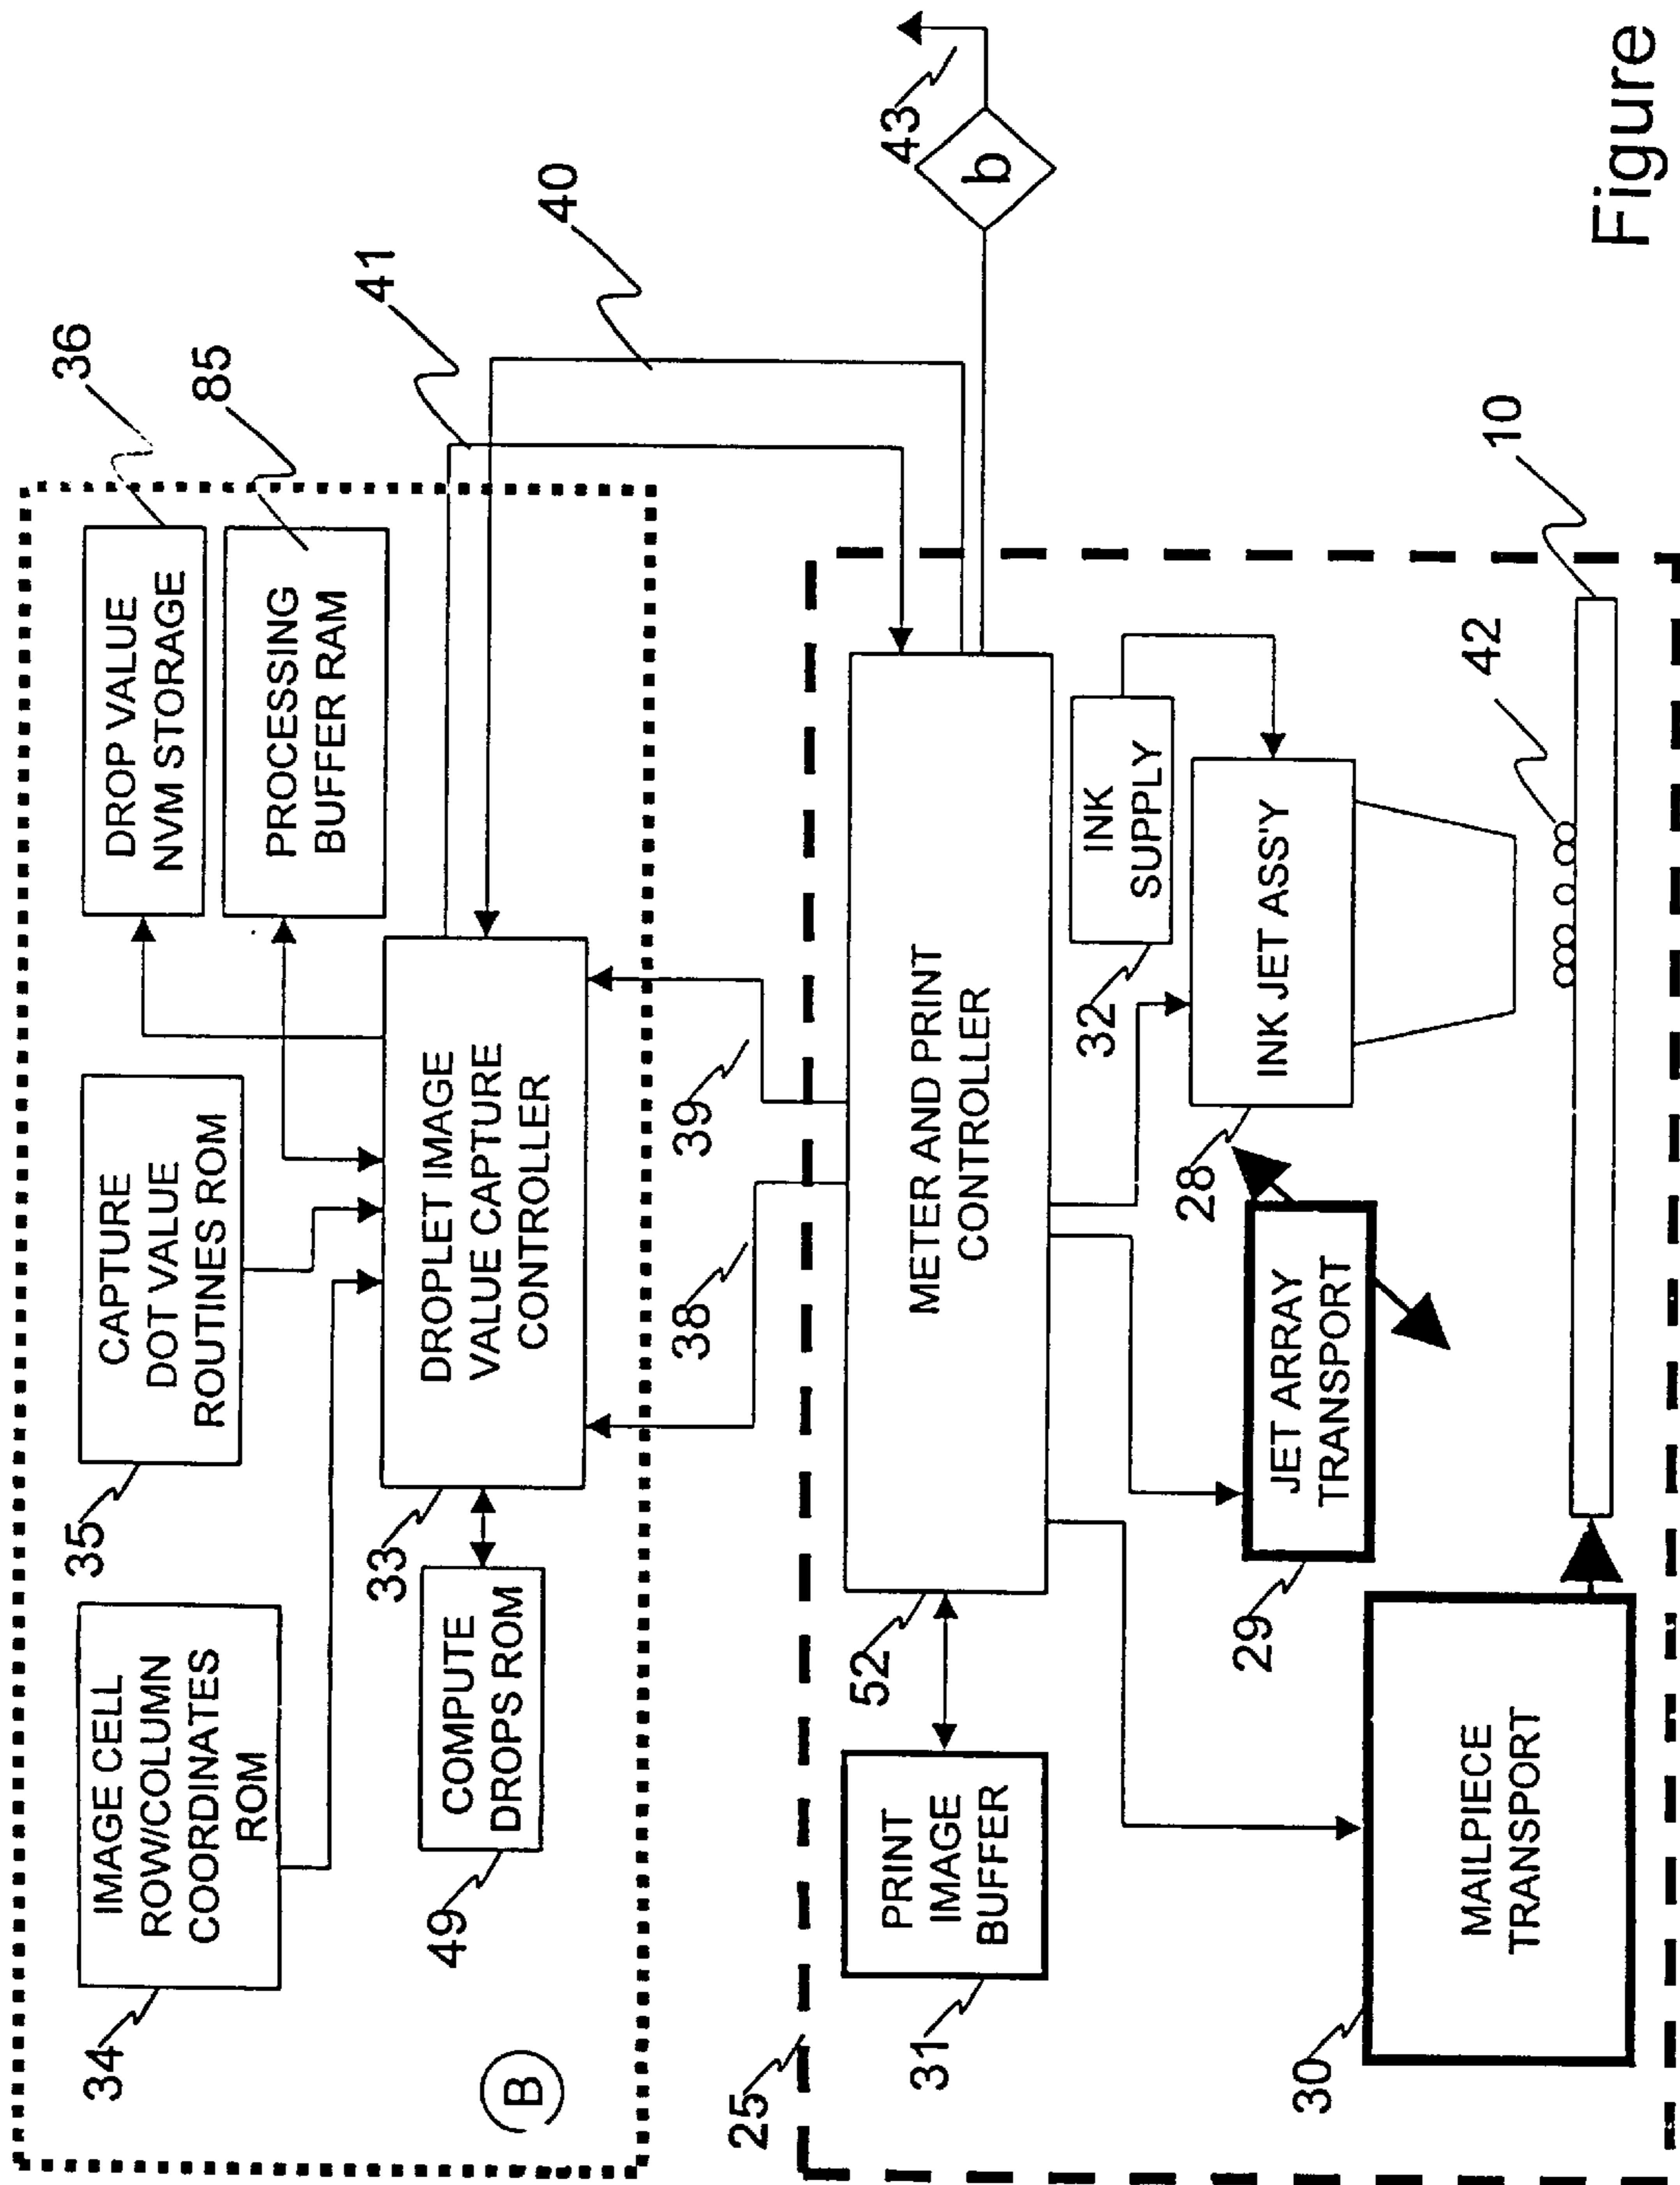 36
85
41
40
43
b
DROP VALUE
NVM STORAGE
PROCESSING
BUFFER RAM
35
CAPTURE
DOT VALUE
ROUTINES ROM
34
IMAGE CELL
ROW/COLUMN
COORDINATES
ROM
33
DROPLET IMAGE
VALUE CAPTURE
CONTROLLER
49
COMPUTE
DROPS ROM
B
38
39
25
52
METER AND PRINT
CONTROLLER
31
PRINT
IMAGE
BUFFER
32
INK
SUPPLY
28
INK JET ASS'Y
29
JET ARRAY
TRANSPORT
30
MAILPIECE
TRANSPORT
42
10
Figure